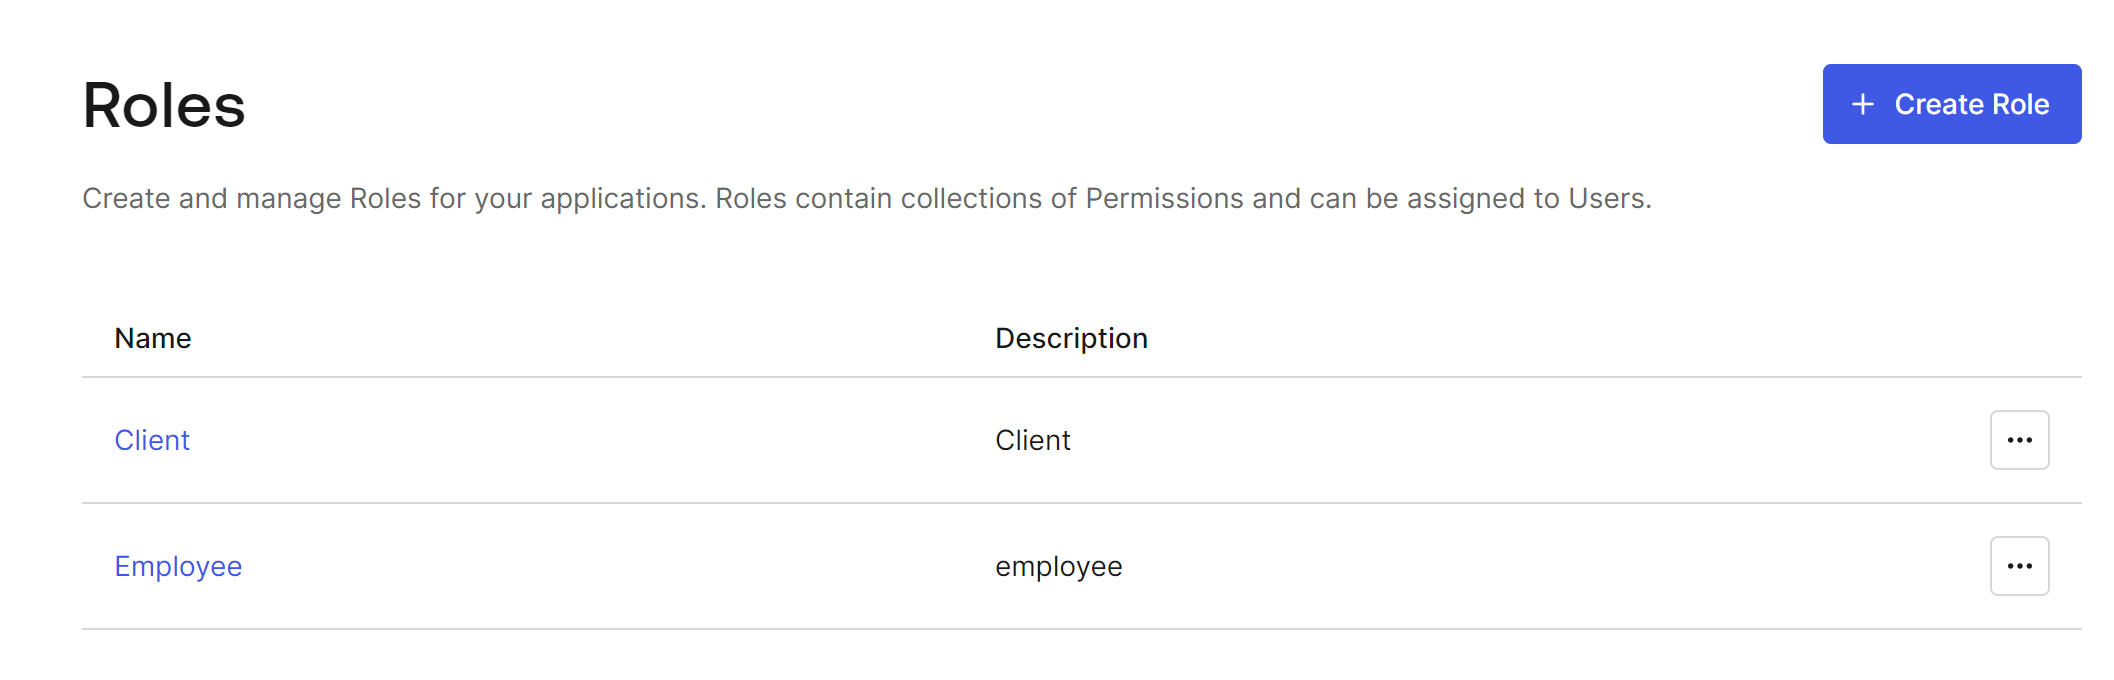 Roles
+ Create Role
Create and manage Roles for your applications. Roles contain collections of Permissions and can be assigned to Users.
Name Description
Client Client
Employee employee